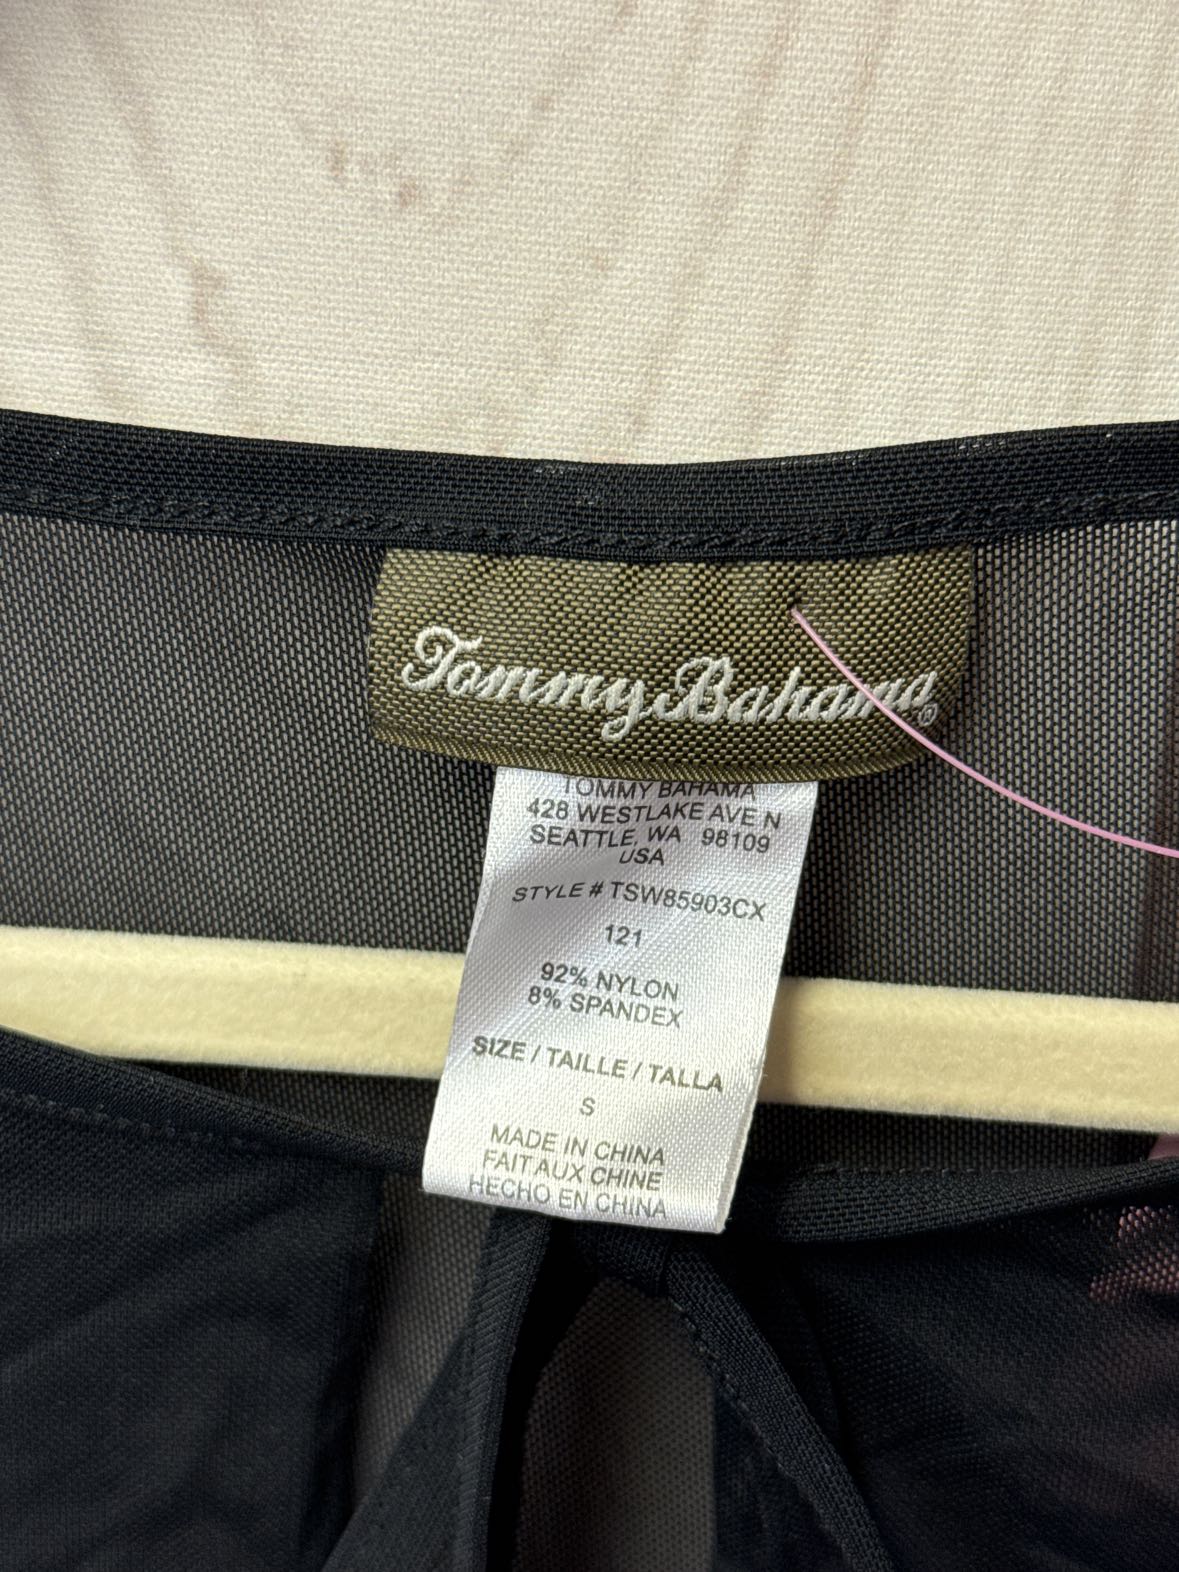 Tommy Bahama®
TOMMY BAHAMA
428 WESTLAKE AVE N
SEATTLE, WA 98109
USA
STYLE # TSW85903CX
121
92% NYLON
8% SPANDEX
SIZE / TAILLE / TALLA
S
MADE IN CHINA
FAIT AUX CHINE
HECHO EN CHINA